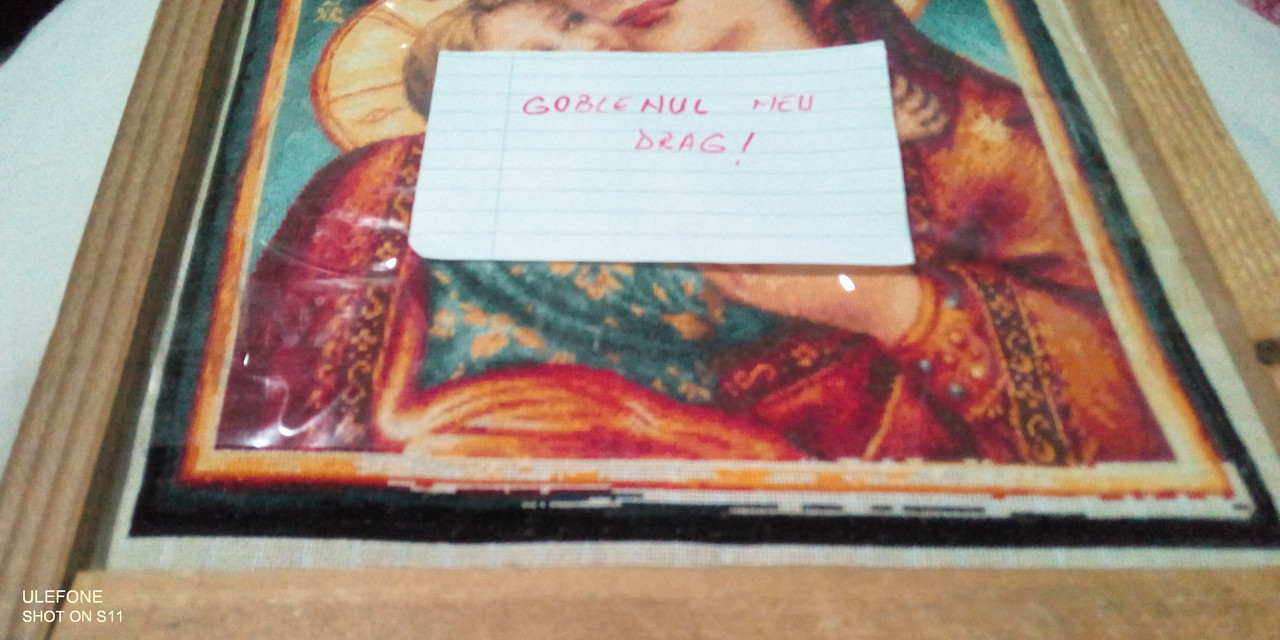 GOBLENUL MEU
DRAG!
ULEFONE
SHOT ON S11